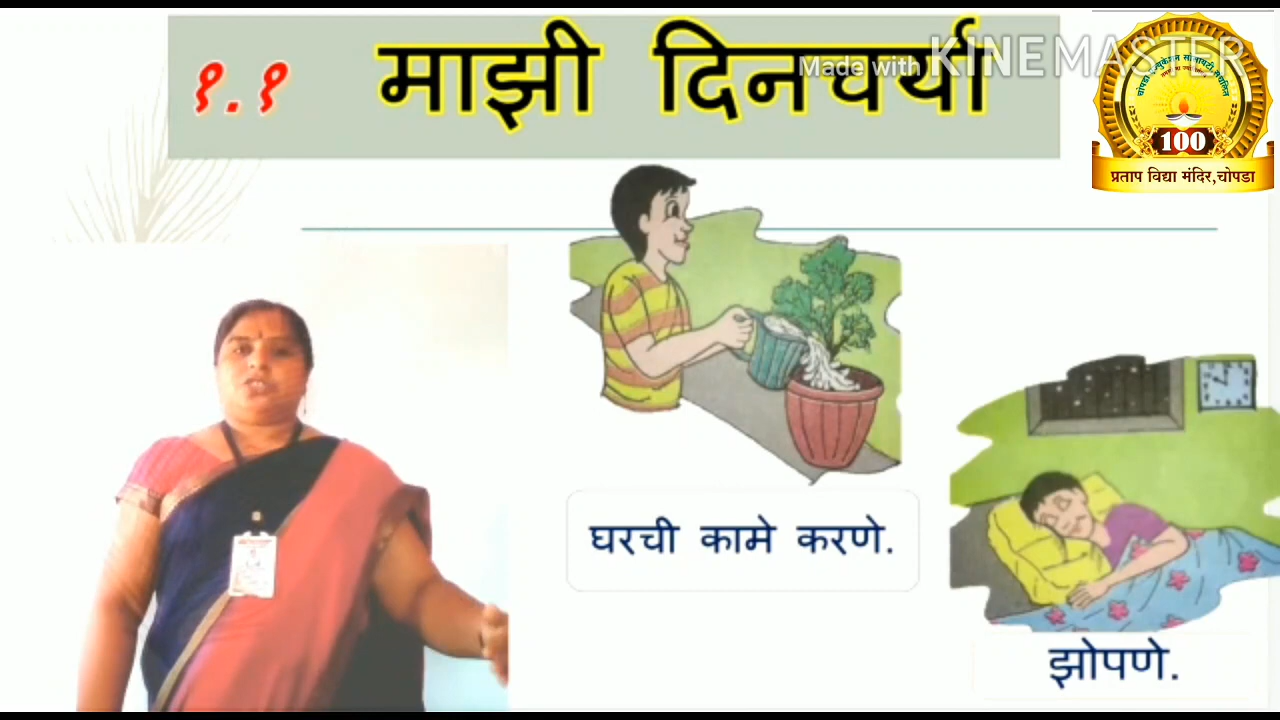 १.१ माझी दिनचर्या
Made with KINEMASTER
100
प्रताप विद्या मंदिर,चोपडा
घरची कामे करणे.
झोपणे.